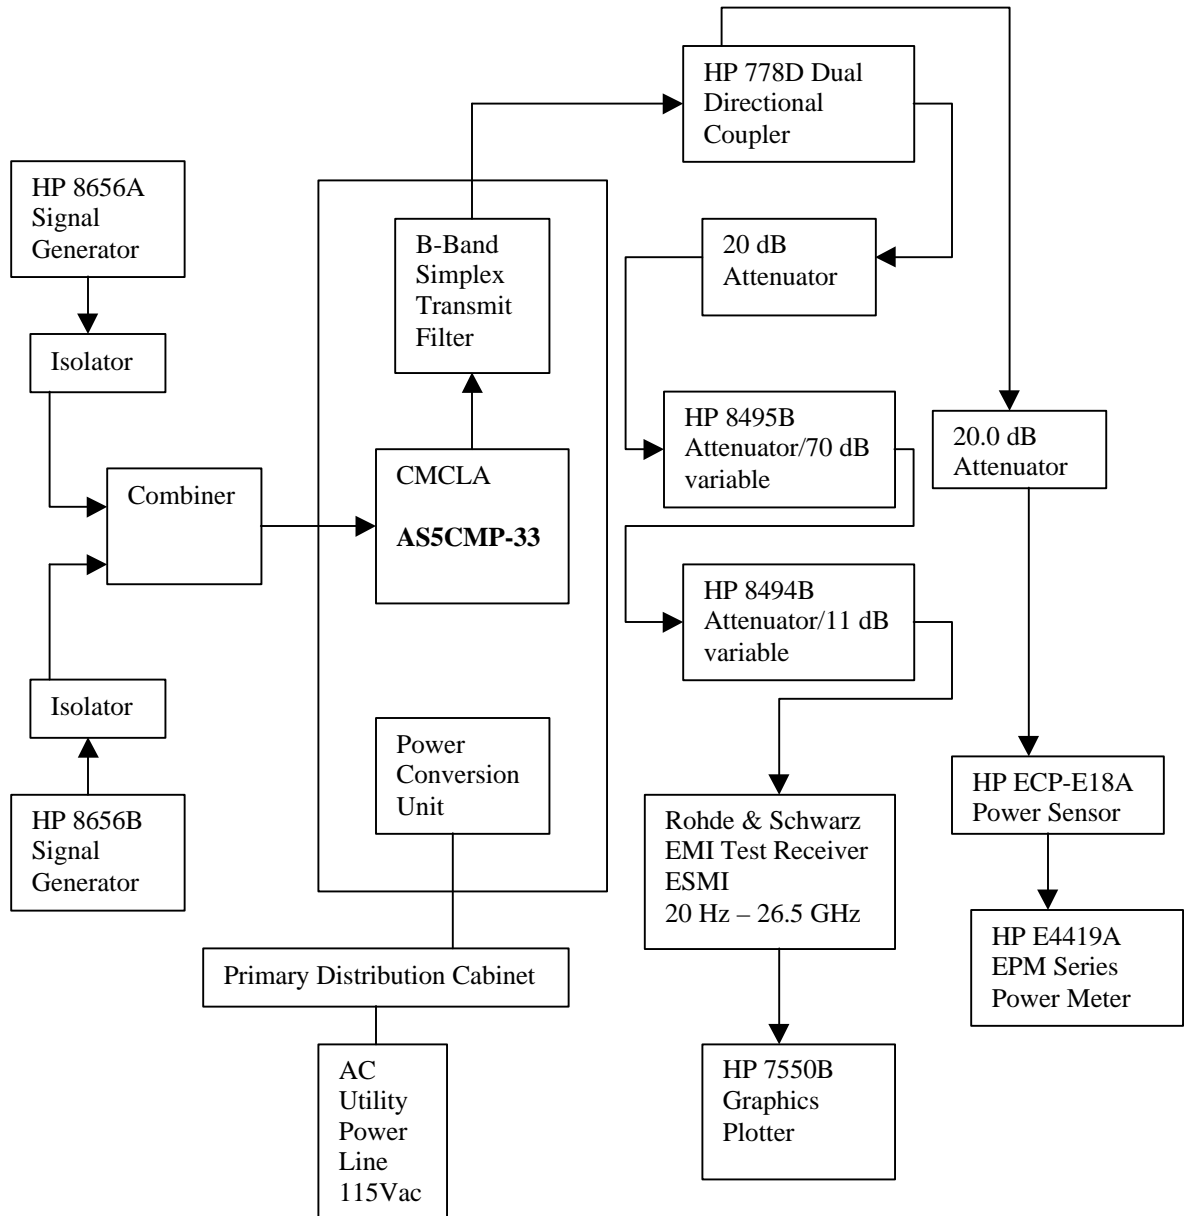 HP 778D Dual
Directional
Coupler
HP 8656A
Signal
Generator
B-Band
Simplex
Transmit
Filter
20 dB
Attenuator
Isolator
HP 8495B
Attenuator/70 dB
variable
20.0 dB
Attenuator
Combiner
CMCLA
AS5CMP-33
HP 8494B
Attenuator/11 dB
variable
Isolator
Power
Conversion
Unit
HP ECP-E18A
Power Sensor
HP 8656B
Signal
Generator
Rohde & Schwarz
EMI Test Receiver
ESMI
20 Hz – 26.5 GHz
HP E4419A
EPM Series
Power Meter
Primary Distribution Cabinet
AC
Utility
Power
Line
115Vac
HP 7550B
Graphics
Plotter